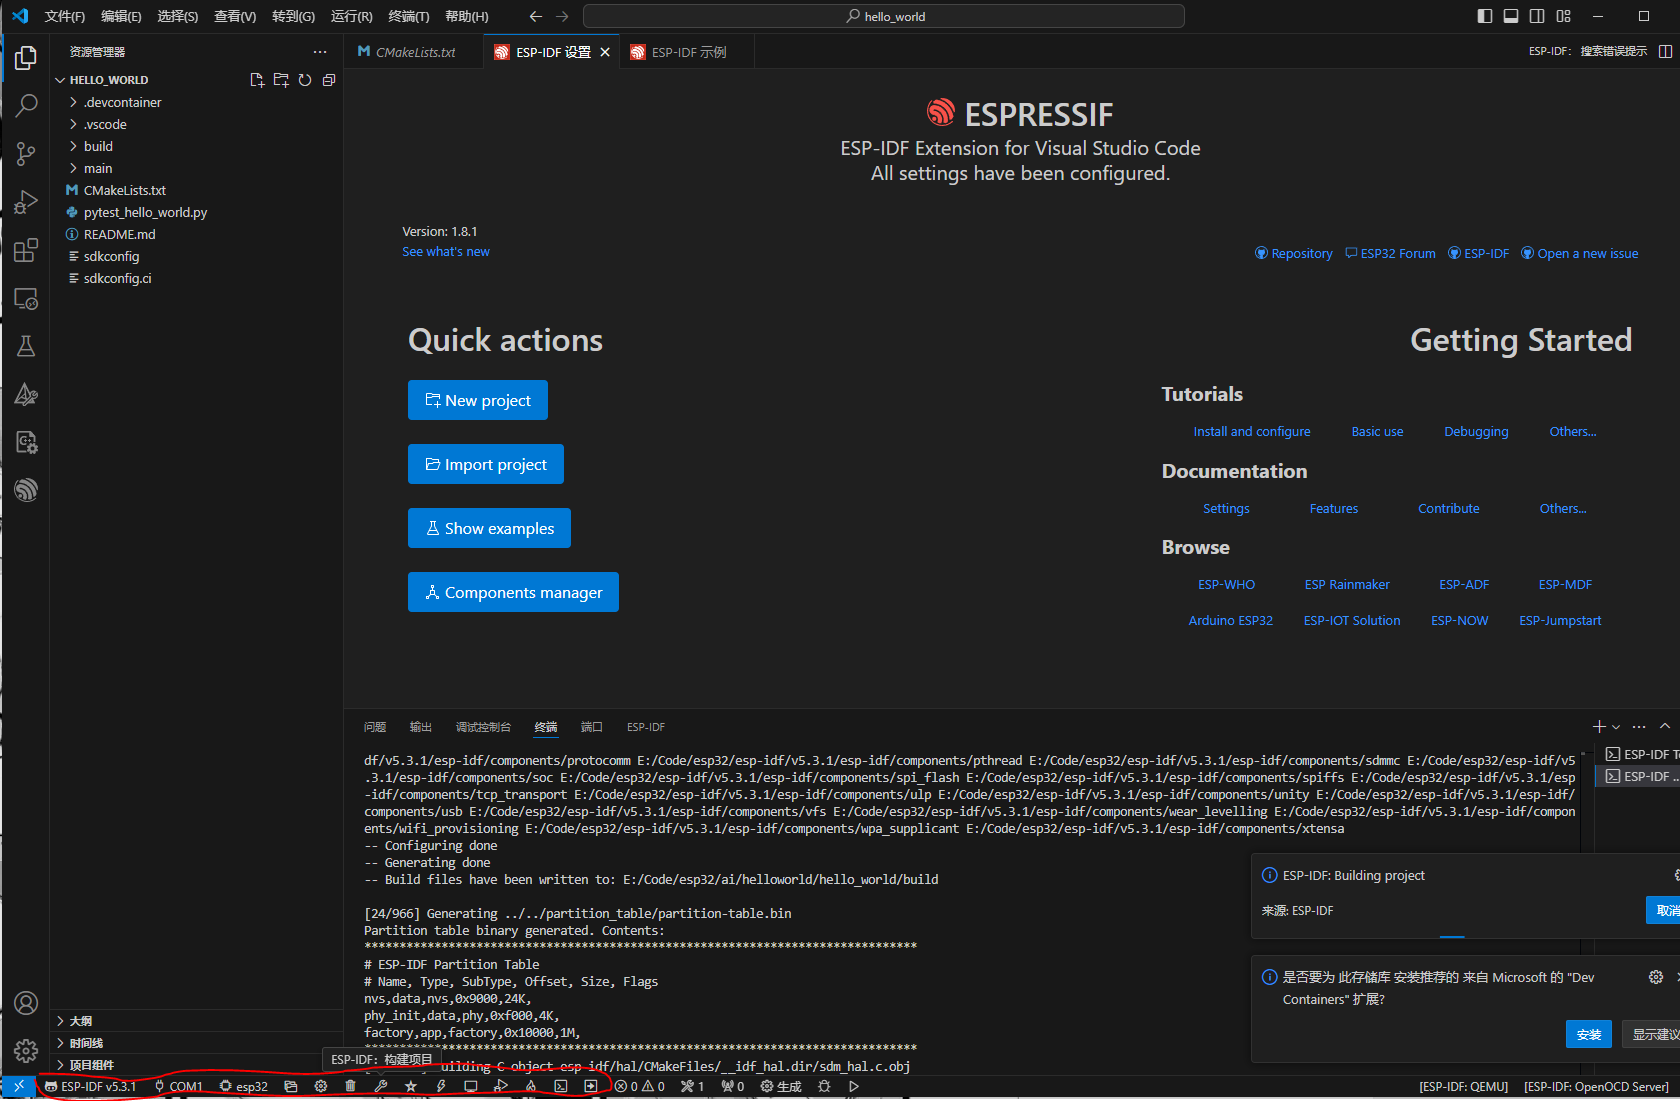 文件(F) 编辑(E) 选择(S) 查看(V) 转到(G) 运行(R) 终端(T) 帮助(H) hello_world
资源管理器
CMakeLists.txt ESP-IDF 设置 ESP-IDF 示例
ESP-IDF: 搜索错误提示
HELLO_WORLD
.devcontainer
.vscode
build
main
CMakeLists.txt
pytest_hello_world.py
README.md
sdkconfig
sdkconfig.ci
ESPRESSIF
ESP-IDF Extension for Visual Studio Code
All settings have been configured.
Version: 1.8.1
See what's new
Repository ESP32 Forum ESP-IDF Open a new issue
Quick actions
New project
Import project
Show examples
Components manager
Getting Started
Tutorials
Install and configure Basic use Debugging Others...
Documentation
Settings Features Contribute Others...
Browse
ESP-WHO ESP Rainmaker ESP-ADF ESP-MDF
Arduino ESP32 ESP-IOT Solution ESP-NOW ESP-Jumpstart
问题 输出 调试控制台 终端 端口 ESP-IDF
df/v5.3.1/esp-idf/components/protocomm E:/Code/esp32/esp-idf/v5.3.1/esp-idf/components/pthread E:/Code/esp32/esp-idf/v5.3.1/esp-idf/components/sdmmc E:/Code/esp32/esp-idf/v5
.3.1/esp-idf/components/soc E:/Code/esp32/esp-idf/v5.3.1/esp-idf/components/spi_flash E:/Code/esp32/esp-idf/v5.3.1/esp-idf/components/spiffs E:/Code/esp32/esp-idf/v5.3.1/esp
-idf/components/tcp_transport E:/Code/esp32/esp-idf/v5.3.1/esp-idf/components/ulp E:/Code/esp32/esp-idf/v5.3.1/esp-idf/components/unity E:/Code/esp32/esp-idf/v5.3.1/esp-idf/
components/usb E:/Code/esp32/esp-idf/v5.3.1/esp-idf/components/vfs E:/Code/esp32/esp-idf/v5.3.1/esp-idf/components/wear_levelling E:/Code/esp32/esp-idf/v5.3.1/esp-idf/compon
ents/wifi_provisioning E:/Code/esp32/esp-idf/v5.3.1/esp-idf/components/wpa_supplicant E:/Code/esp32/esp-idf/v5.3.1/esp-idf/components/xtensa
-- Configuring done
-- Generating done
-- Build files have been written to: E:/Code/esp32/ai/helloworld/hello_world/build
[24/966] Generating ../../partition_table/partition-table.bin
Partition table binary generated. Contents:
*******************************************************************************
# ESP-IDF Partition Table
# Name, Type, SubType, Offset, Size, Flags
nvs,data,nvs,0x9000,24K,
phy_init,data,phy,0xf000,4K,
factory,app,factory,0x10000,1M,
*******************************************************************************
uilding C object esp-idf/hal/CMakeFiles/__idf_hal.dir/sdm_hal.c.obj
ESP-IDF
ESP-IDF ...
ESP-IDF: Building project
来源: ESP-IDF
取消
是否要为 此存储库 安装推荐的 来自 Microsoft 的 "Dev
Containers" 扩展?
安装 显示建议
大纲
时间线
项目组件
ESP-IDF: 构建项目
ESP-IDF v5.3.1 COM1 esp32 0 0 1 0 生成 [ESP-IDF: QEMU] [ESP-IDF: OpenOCD Server]